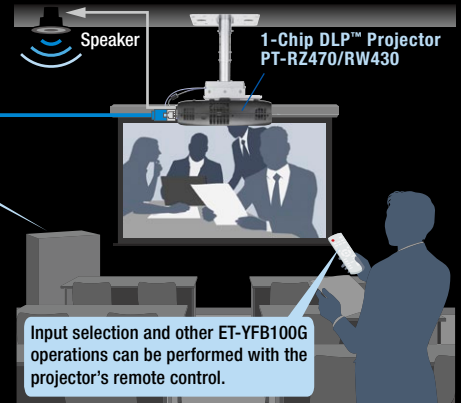 Speaker
1-Chip DLP™ Projector
PT-RZ470/RW430
Input selection and other ET-YFB100G
operations can be performed with the
projector's remote control.